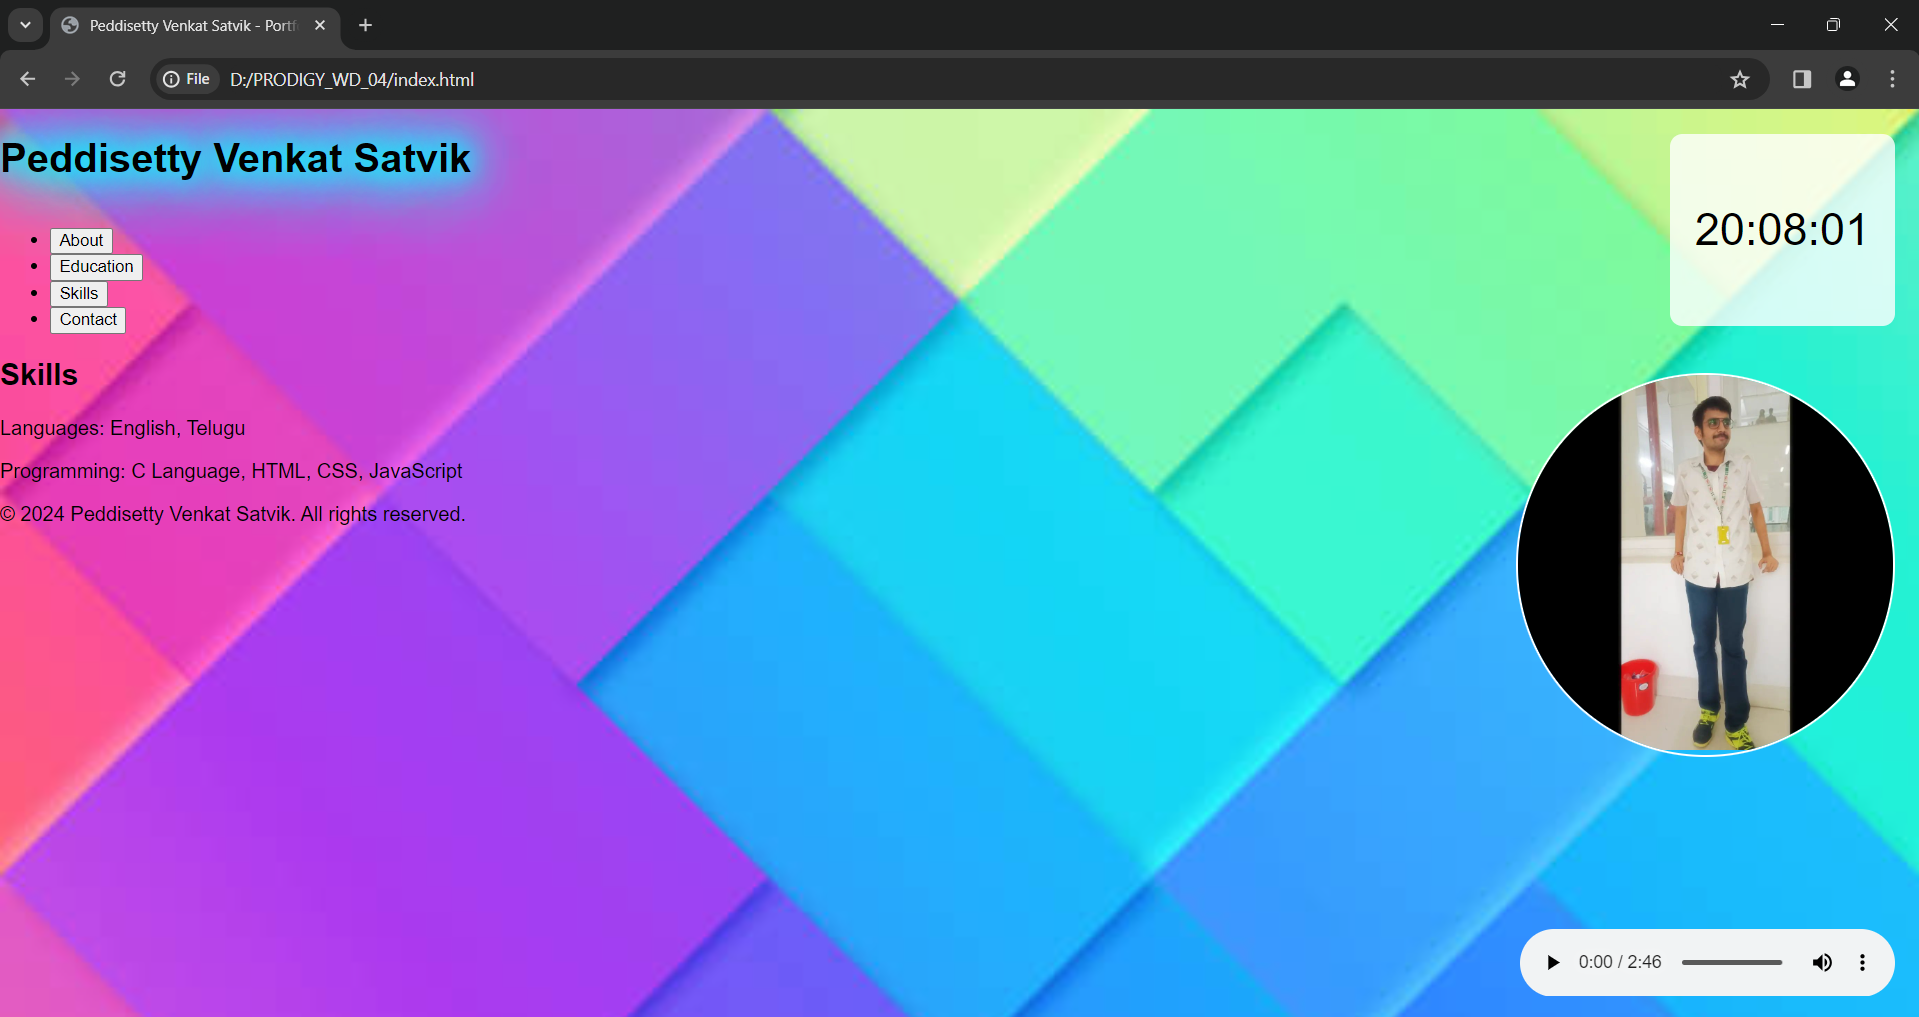 Peddisetty Venkat Satvik - Portf
File D:/PRODIGY_WD_04/index.html
Peddisetty Venkat Satvik
20:08:01
• About
• Education
• Skills
• Contact
Skills
Languages: English, Telugu
Programming: C Language, HTML, CSS, JavaScript
© 2024 Peddisetty Venkat Satvik. All rights reserved.
0:00 / 2:46